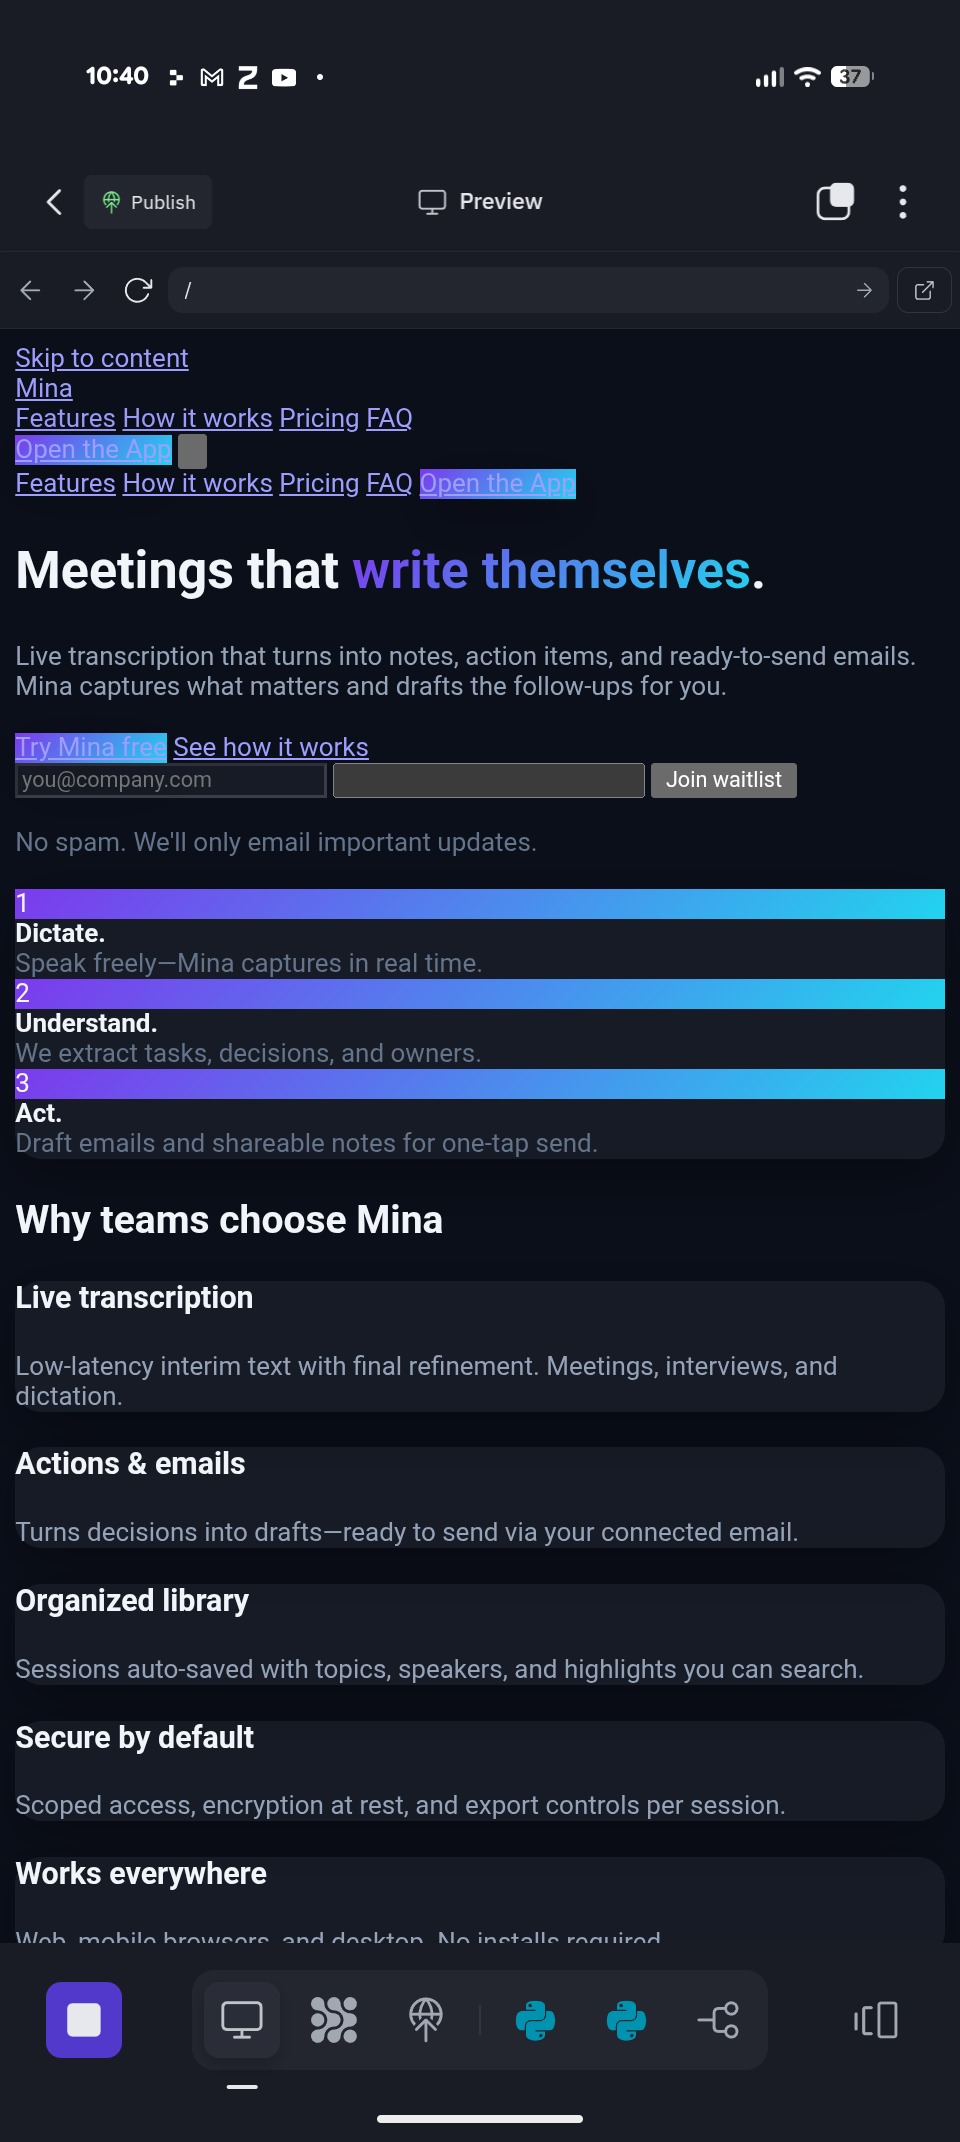 10:40
37
Publish
Preview
/
Skip to content
Mina
Features How it works Pricing FAQ
Open the App
Features How it works Pricing FAQ Open the App
Meetings that write themselves.
Live transcription that turns into notes, action items, and ready-to-send emails.
Mina captures what matters and drafts the follow-ups for you.
Try Mina free See how it works
you@company.com
Join waitlist
No spam. We'll only email important updates.
1
Dictate.
Speak freely—Mina captures in real time.
2
Understand.
We extract tasks, decisions, and owners.
3
Act.
Draft emails and shareable notes for one-tap send.
Why teams choose Mina
Live transcription
Low-latency interim text with final refinement. Meetings, interviews, and
dictation.
Actions & emails
Turns decisions into drafts—ready to send via your connected email.
Organized library
Sessions auto-saved with topics, speakers, and highlights you can search.
Secure by default
Scoped access, encryption at rest, and export controls per session.
Works everywhere
Web, mobile browsers, and desktop. No installs required.